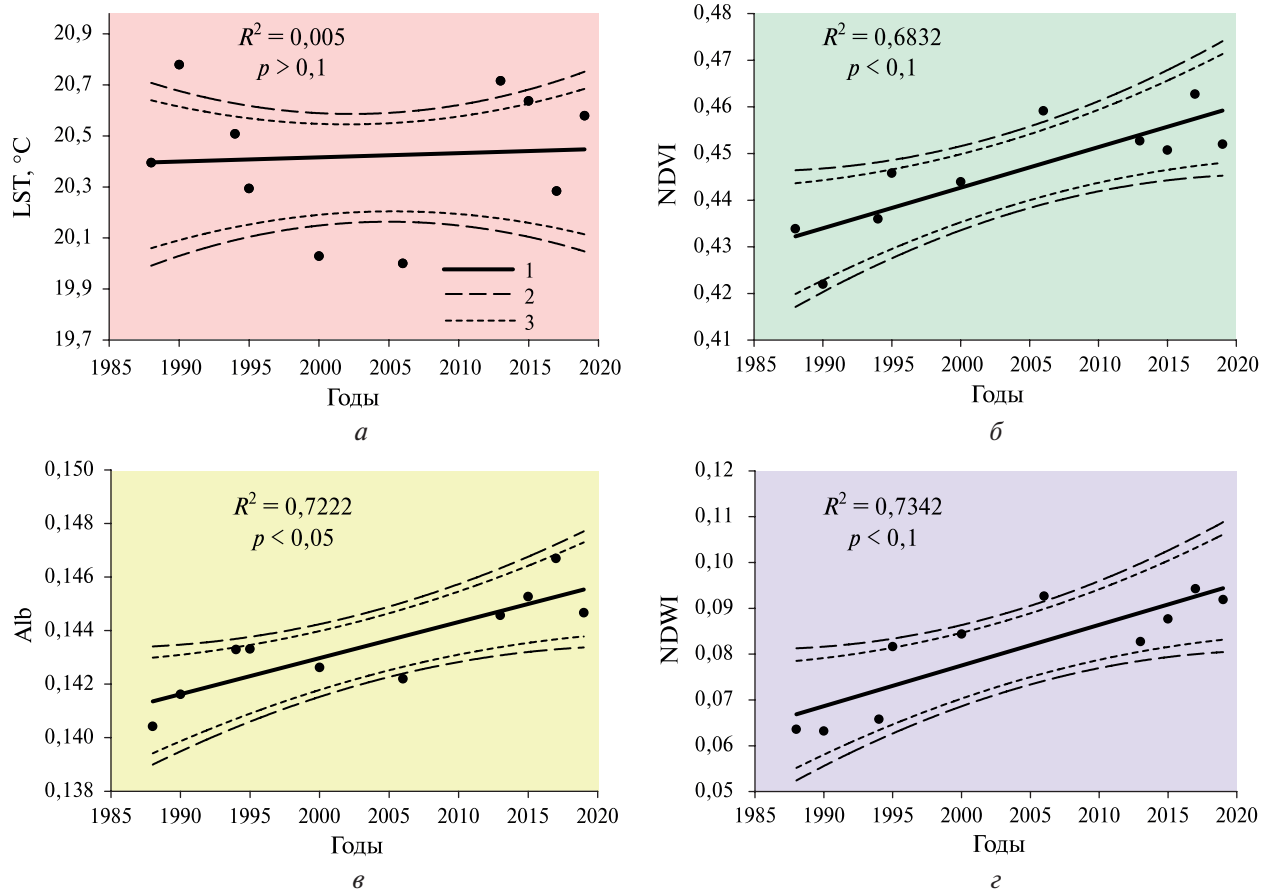 LST, °C
20,9
20,7
20,5
20,3
20,1
19,9
19,7
R² = 0,005
p > 0,1
1
2
3
1985 1990 1995 2000 2005 2010 2015 2020
Годы
а
NDVI
0,48
0,47
0,46
0,45
0,44
0,43
0,42
0,41
R² = 0,6832
p < 0,1
1985 1990 1995 2000 2005 2010 2015 2020
Годы
б
Alb
0,150
0,148
0,146
0,144
0,142
0,140
0,138
R² = 0,7222
p < 0,05
1985 1990 1995 2000 2005 2010 2015 2020
Годы
в
NDWI
0,12
0,11
0,10
0,09
0,08
0,07
0,06
0,05
R² = 0,7342
p < 0,1
1985 1990 1995 2000 2005 2010 2015 2020
Годы
г